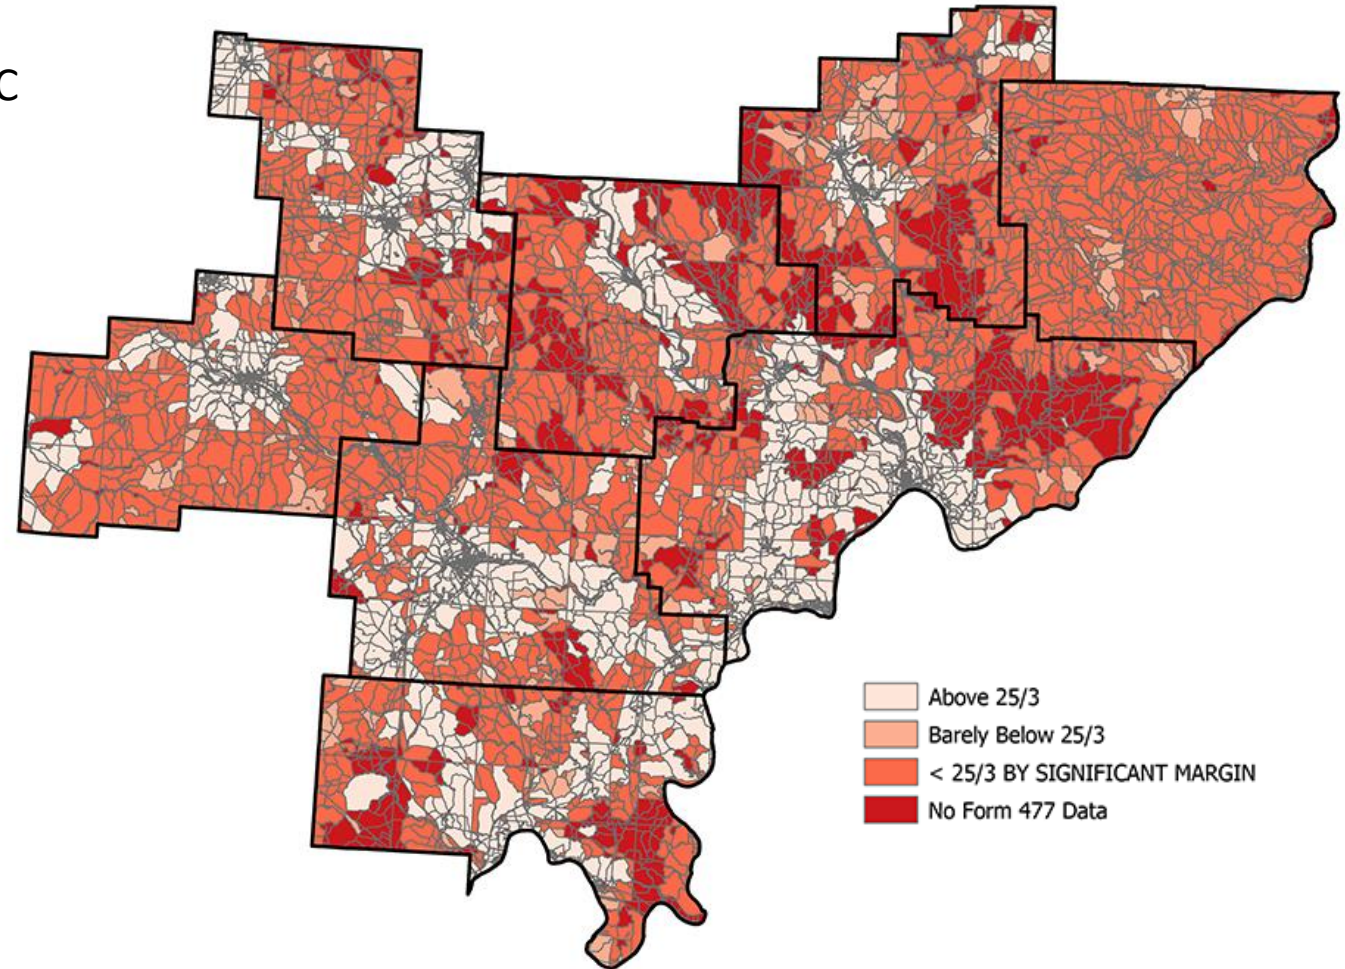 C
Above 25/3
Barely Below 25/3
< 25/3 BY SIGNIFICANT MARGIN
No Form 477 Data